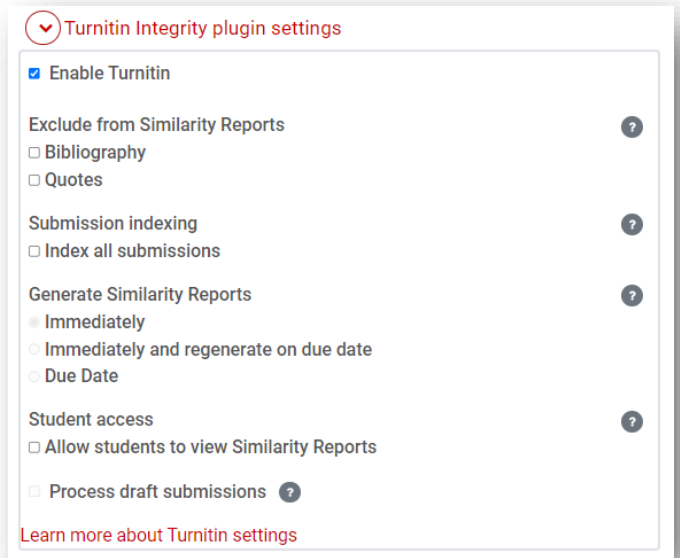 Turnitin Integrity plugin settings
Enable Turnitin
Exclude from Similarity Reports
?
Bibliography
Quotes
Submission indexing
?
Index all submissions
Generate Similarity Reports
?
Immediately
Immediately and regenerate on due date
Due Date
Student access
?
Allow students to view Similarity Reports
Process draft submissions ?
Learn more about Turnitin settings